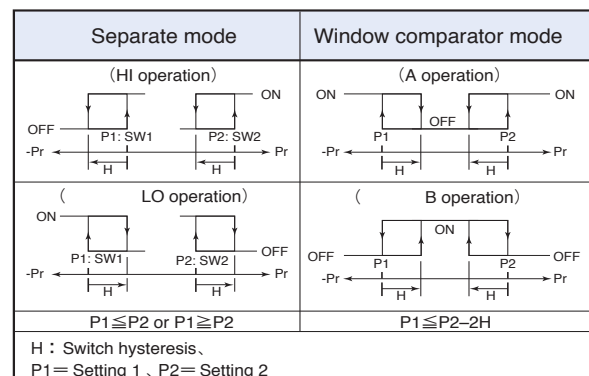 Separate mode
Window comparator mode
(HI operation)
ON
OFF
P1: SW1
P2: SW2
-Pr
Pr
H
H
(A operation)
ON
ON
OFF
P1
P2
-Pr
Pr
H
H
( LO operation)
ON
OFF
P1: SW1
P2: SW2
-Pr
Pr
H
( B operation)
ON
OFF
OFF
P1
P2
-Pr
Pr
H
H
P1≦P2 or P1≧P2
P1≦P2–2H
H：Switch hysteresis、
P1＝Setting 1 、P2＝Setting 2